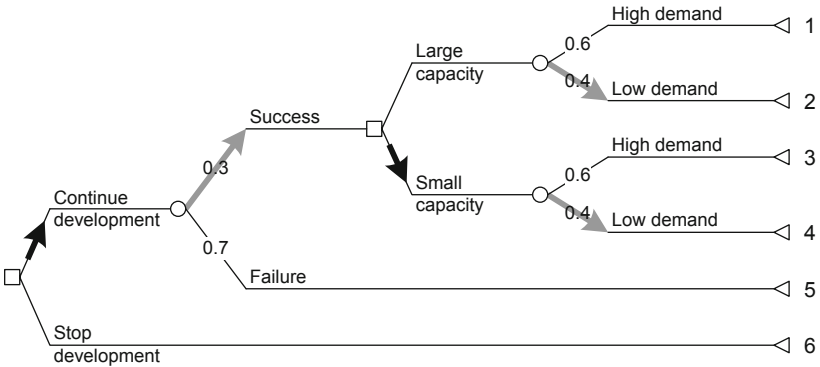 High demand
1
0.6
Large
capacity
0.4
Low demand
2
Success
High demand
3
0.3
0.6
Small
capacity
Continue
development
0.4
Low demand
4
0.7
Failure
5
Stop
development
6